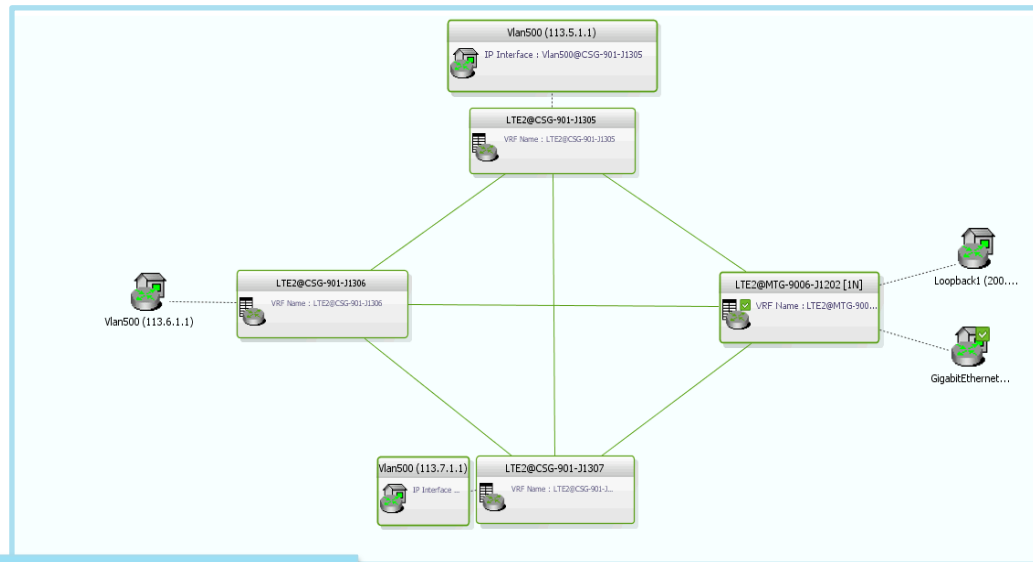 Vlan500 (113.5.1.1)
IP Interface : Vlan500@CSG-901-J1305
LTE2@CSG-901-J1305
VRF Name : LTE2@CSG-901-J1305
LTE2@CSG-901-J1306
VRF Name : LTE2@CSG-901-J1306
Vlan500 (113.6.1.1)
LTE2@MTG-9006-J1202 [1N]
VRF Name : LTE2@MTG-900...
Loopback1 (200....
GigabitEthernet...
Vlan500 (113.7.1.1)
IP Interface ...
LTE2@CSG-901-J1307
VRF Name : LTE2@CSG-901-J...